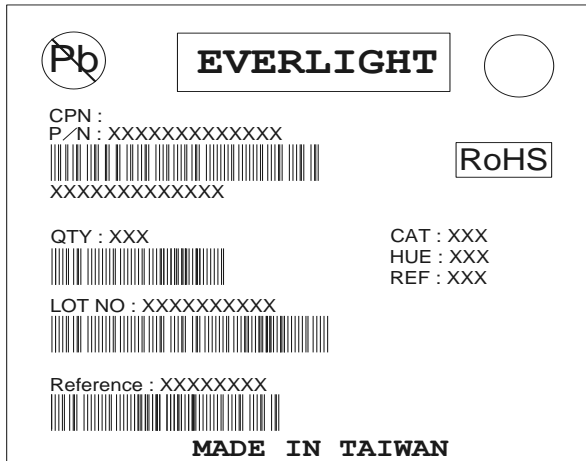 Pb
EVERLIGHT
CPN :
P/N : XXXXXXXXXXXXX
RoHS
XXXXXXXXXXXXX
QTY : XXX
CAT : XXX
HUE : XXX
REF : XXX
LOT NO : XXXXXXXXXX
Reference : XXXXXXXX
MADE IN TAIWAN